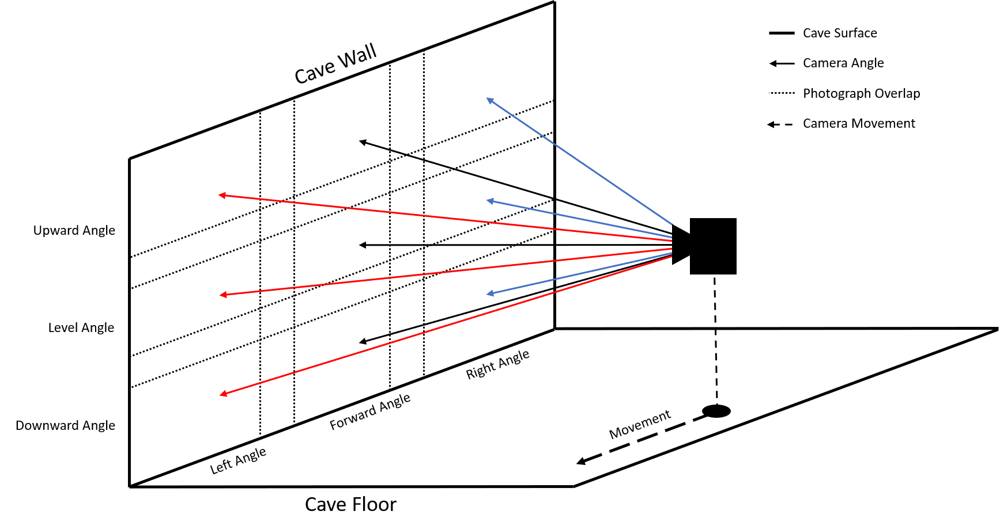 Cave Wall
Cave Surface
Camera Angle
Photograph Overlap
Camera Movement
Upward Angle
Level Angle
Downward Angle
Right Angle
Forward Angle
Left Angle
Movement
Cave Floor